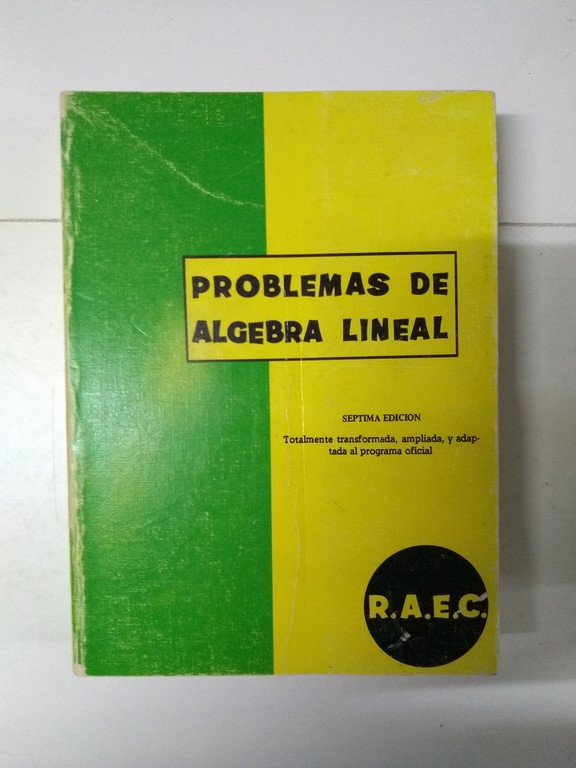 PROBLEMAS DE
ALGEBRA LINEAL
SEPTIMA EDICION
Totalmente transformada, ampliada, y adap-
tada al programa oficial
R.A.E.C.